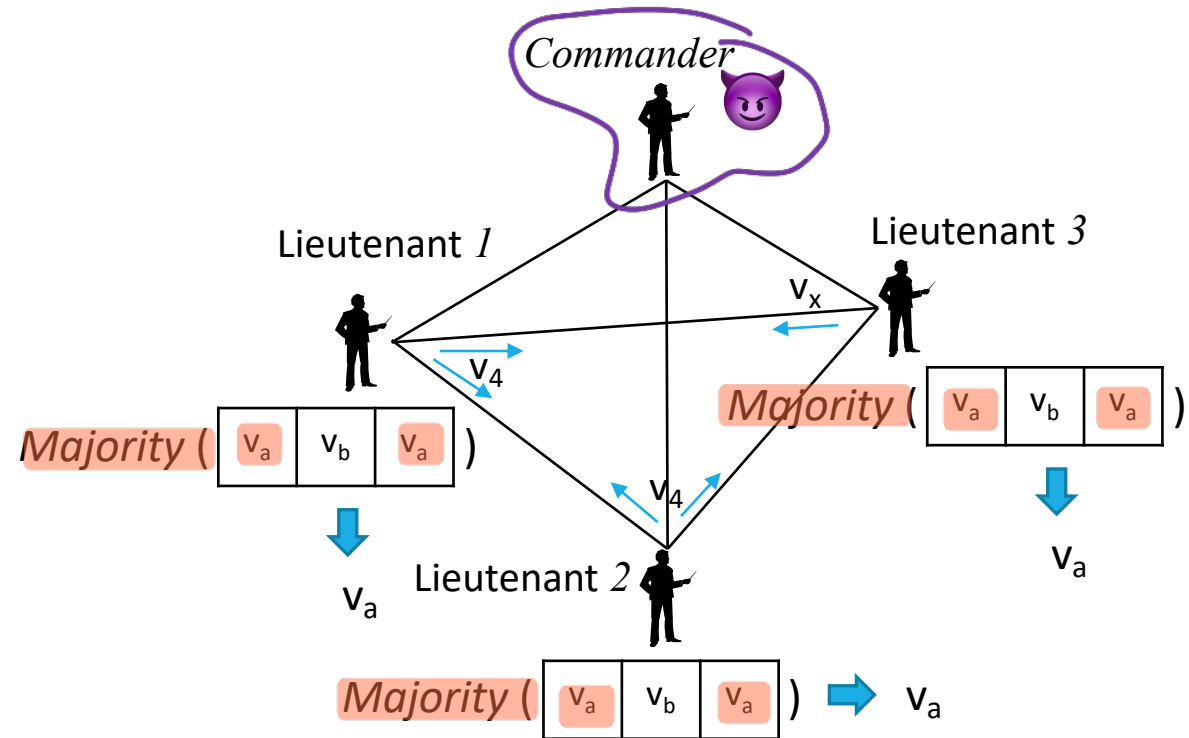 Commander
Lieutenant 3
Lieutenant 1
vx
v4
Majority ( va vb va )
Majority ( va vb va )
v4
va
Lieutenant 2
va
Majority ( va vb va ) va